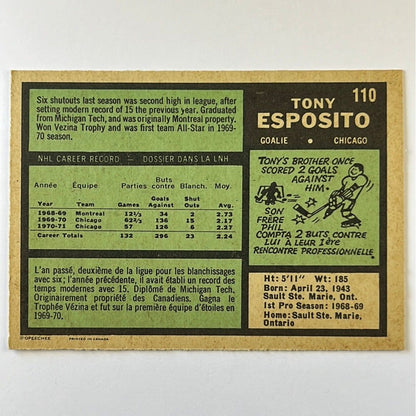 Six shutouts last season was second high in league, after
setting modern record of 15 the previous year. Graduated
from Michigan Tech, and was originally Montreal property.
Won Vezina Trophy and was first team All-Star in 1969-
70 season.
110
TONY
ESPOSITO
GOALIE • CHICAGO
NHL CAREER RECORD — DOSSIER DANS LA LNH
Buts
Année Équipe Parties contre Blanch. Moy.
Goals Shut
Year Team Games Against Outs Avg.
1968-69 Montreal 12⅓ 34 2 2.73
1969-70 Chicago 62⅔ 136 15 2.17
1970-71 Chicago 57 126 6 2.27
Career Totals 132 296 23 2.24
TONY'S BROTHER ONCE
SCORED 2 GOALS
AGAINST
HIM.
SON
FRÈRE
PHIL
COMPTA 2 BUTS, CONTRE
LUI À LEUR 1ÈRE
RENCONTRE PROFESSIONNELLE.
L'an passé, deuxième de la ligue pour les blanchissages
avec six; l'année précédente, il avait établi un record des
temps modernes avec 15. Diplômé de Michigan Tech.
Originairement propriété des Canadiens. Gagna le
Trophée Vézina et fut sur la première équipe d'étoiles en
1969-70.
Ht: 5'11" Wt: 185
Born: April 23, 1943
Sault Ste. Marie, Ont.
1st Pro Season: 1968-69
Home: Sault Ste. Marie,
Ontario
©OPEECHEE PRINTED IN CANADA